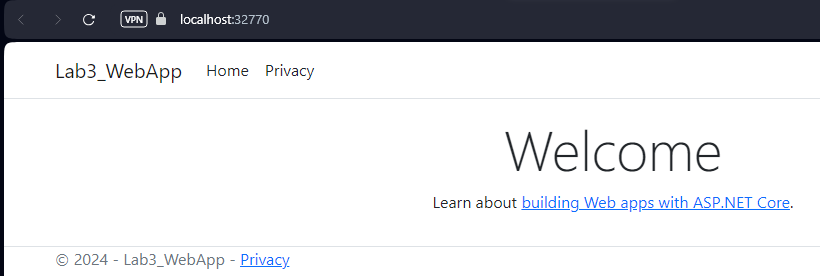 VPN localhost:32770
Lab3_WebApp Home Privacy
Welcome
Learn about building Web apps with ASP.NET Core.
© 2024 - Lab3_WebApp - Privacy